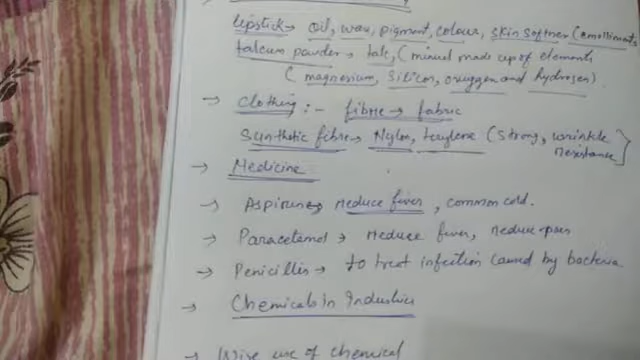 lipstick → oil, wax, pigment, colour, skin softner (emollients
talcum powder → talc, (mineral made up of elements
( magnesium, silicon, oxygen and hydrogen)
→ Clothing :- fibre → fabric
Synthetic fibre → Nylon, terylene (strong, wrinkle resistance)
→ Medicine
→ Aspirin → reduce fiver, common cold.
→ Paracetamol → reduce fiver, reduce pain
→ Penicillin → to treat infection caused by bacteria
→ Chemicals in Industries
→ Wise use of chemical